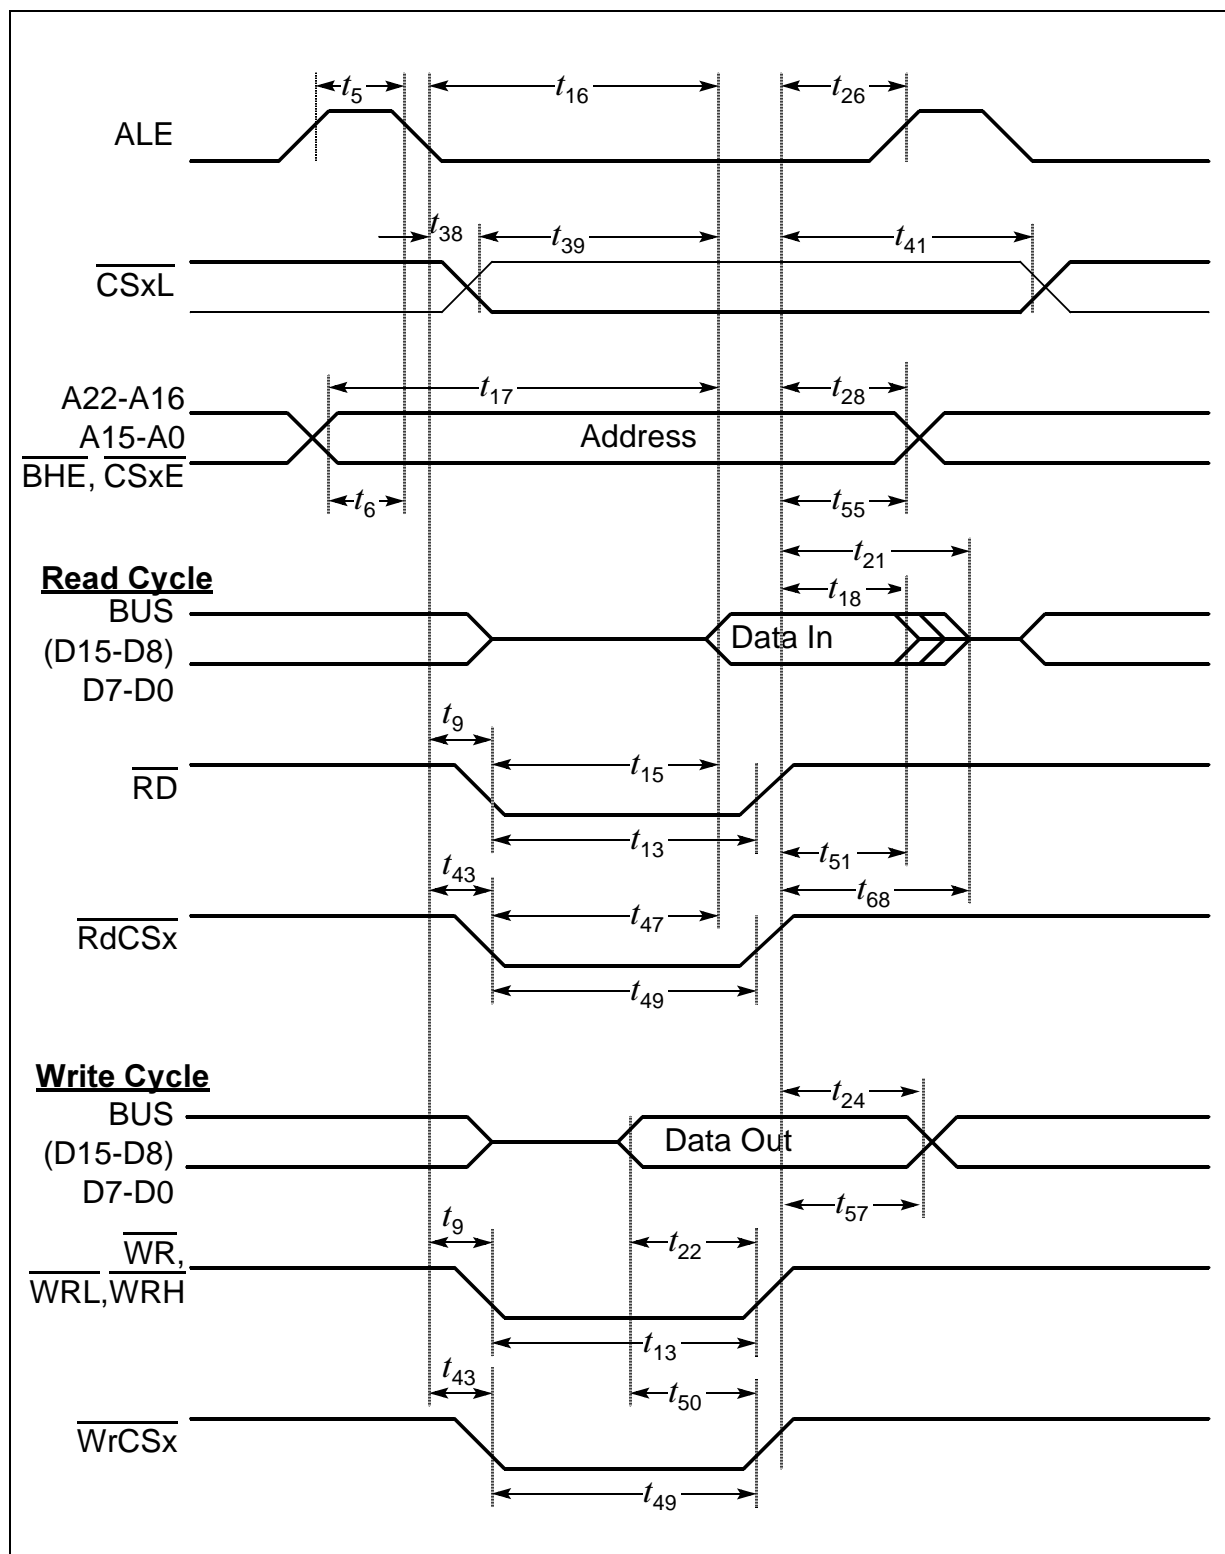 t5
t16
t26
ALE
t38
t39
t41
CSxL
t17
t28
A22-A16
A15-A0
Address
BHE, CSxE
t6
t55
t21
Read Cycle
t18
BUS
(D15-D8)
D7-D0
Data In
t9
t15
RD
t13
t51
t43
t68
t47
RdCSx
t49
Write Cycle
t24
BUS
(D15-D8)
D7-D0
Data Out
t57
t9
t22
WR,
WRL,WRH
t13
t43
t50
WrCSx
t49